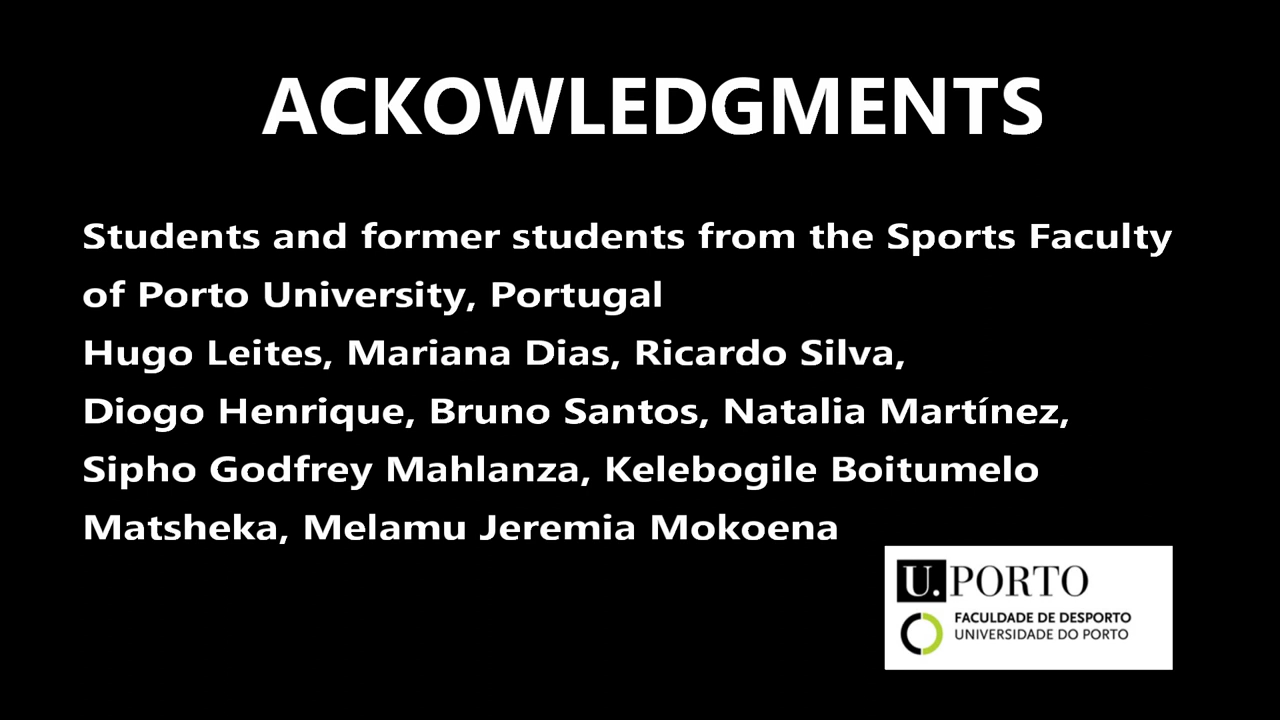 ACKOWLEDGMENTS
Students and former students from the Sports Faculty
of Porto University, Portugal
Hugo Leites, Mariana Dias, Ricardo Silva,
Diogo Henrique, Bruno Santos, Natalia Martínez,
Sipho Godfrey Mahlanza, Kelebogile Boitumelo
Matsheka, Melamu Jeremia Mokoena
U. PORTO
FACULDADE DE DESPORTO
UNIVERSIDADE DO PORTO